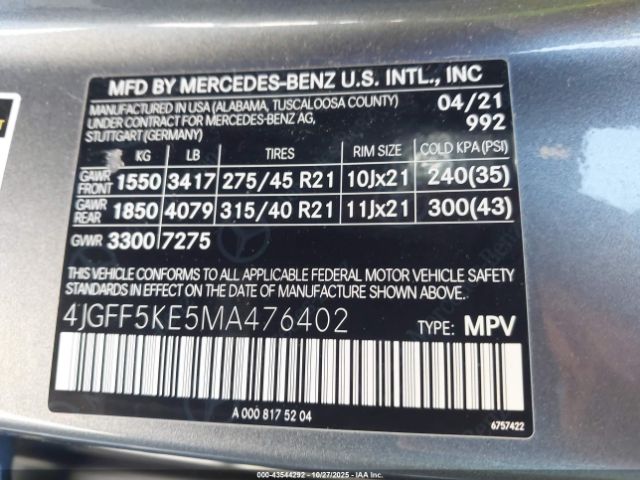 MFD BY MERCEDES-BENZ U.S. INTL., INC
MANUFACTURED IN USA (ALABAMA, TUSCALOOSA COUNTY) 04/21
UNDER CONTRACT FOR MERCEDES-BENZ AG, 992
STUTTGART (GERMANY)
KG LB TIRES RIM SIZE COLD KPA(PSI)
GAWR FRONT 1550 3417 275/45 R21 10Jx21 240(35)
GAWR REAR 1850 4079 315/40 R21 11Jx21 300(43)
GVWR 3300 7275
THIS VEHICLE CONFORMS TO ALL APPLICABLE FEDERAL MOTOR VEHICLE SAFETY
STANDARDS IN EFFECT ON THE DATE OF MANUFACTURE SHOWN ABOVE.
4JGFF5KE5MA476402 TYPE: MPV
A 000 817 52 04 6757422
000-43544292 - 10/27/2025 - IAA Inc.